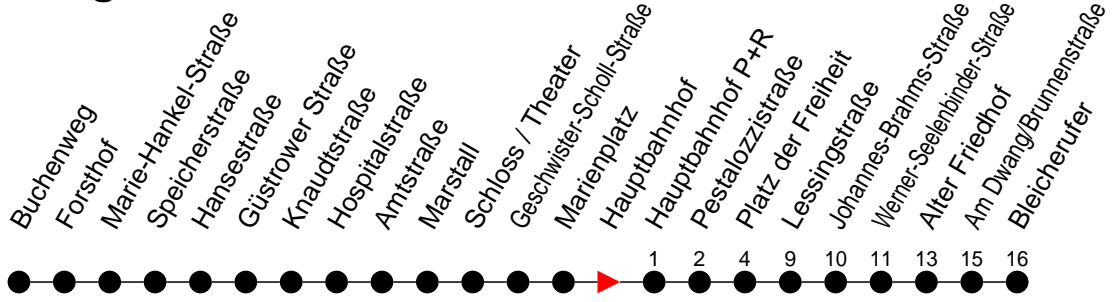 Buchenweg
Forsthof
Marie-Hankel-Straße
Speicherstraße
Hansestraße
Güstrower Straße
Knaudtstraße
Hospitalstraße
Amtstraße
Marstall
Schloss / Theater
Geschwister-Scholl-Straße
Marienplatz
Hauptbahnhof
Hauptbahnhof P+R
Pestalozzistraße
Platz der Freiheit
Lessingstraße
Johannes-Brahms-Straße
Werner-Seelenbinder-Straße
Alter Friedhof
Am Dwang/Brunnenstraße
Bleicherufer
1 2 4 9 10 11 13 15 16